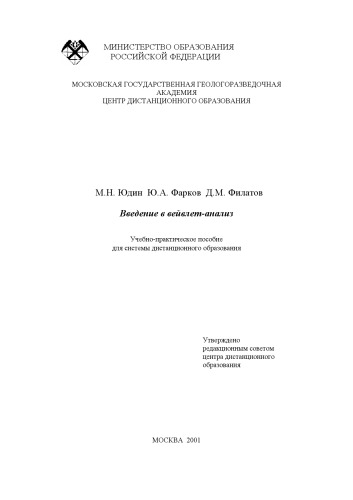 МИНИСТЕРСТВО ОБРАЗОВАНИЯ
РОССИЙСКОЙ ФЕДЕРАЦИИ
МОСКОВСКАЯ ГОСУДАРСТВЕННАЯ ГЕОЛОГОРАЗВЕДОЧНАЯ
АКАДЕМИЯ
ЦЕНТР ДИСТАНЦИОННОГО ОБРАЗОВАНИЯ
М.Н. Юдин Ю.А. Фарков Д.М. Филатов
Введение в вейвлет-анализ
Учебно-практическое пособие
для системы дистанционного образования
Утверждено
редакционным советом
центра дистанционного
образования
МОСКВА 2001